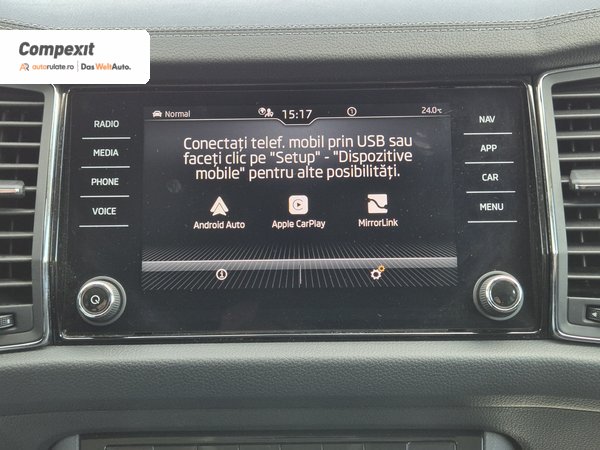 Compexit
AR autorulate.ro | Das WeltAuto.
Normal
15:17
24.0°C
RADIO
MEDIA
PHONE
VOICE
Conectați telef. mobil prin USB sau
faceți clic pe "Setup" - "Dispozitive
mobile" pentru alte posibilități.
Android Auto
Apple CarPlay
MirrorLink
NAV
APP
CAR
MENU